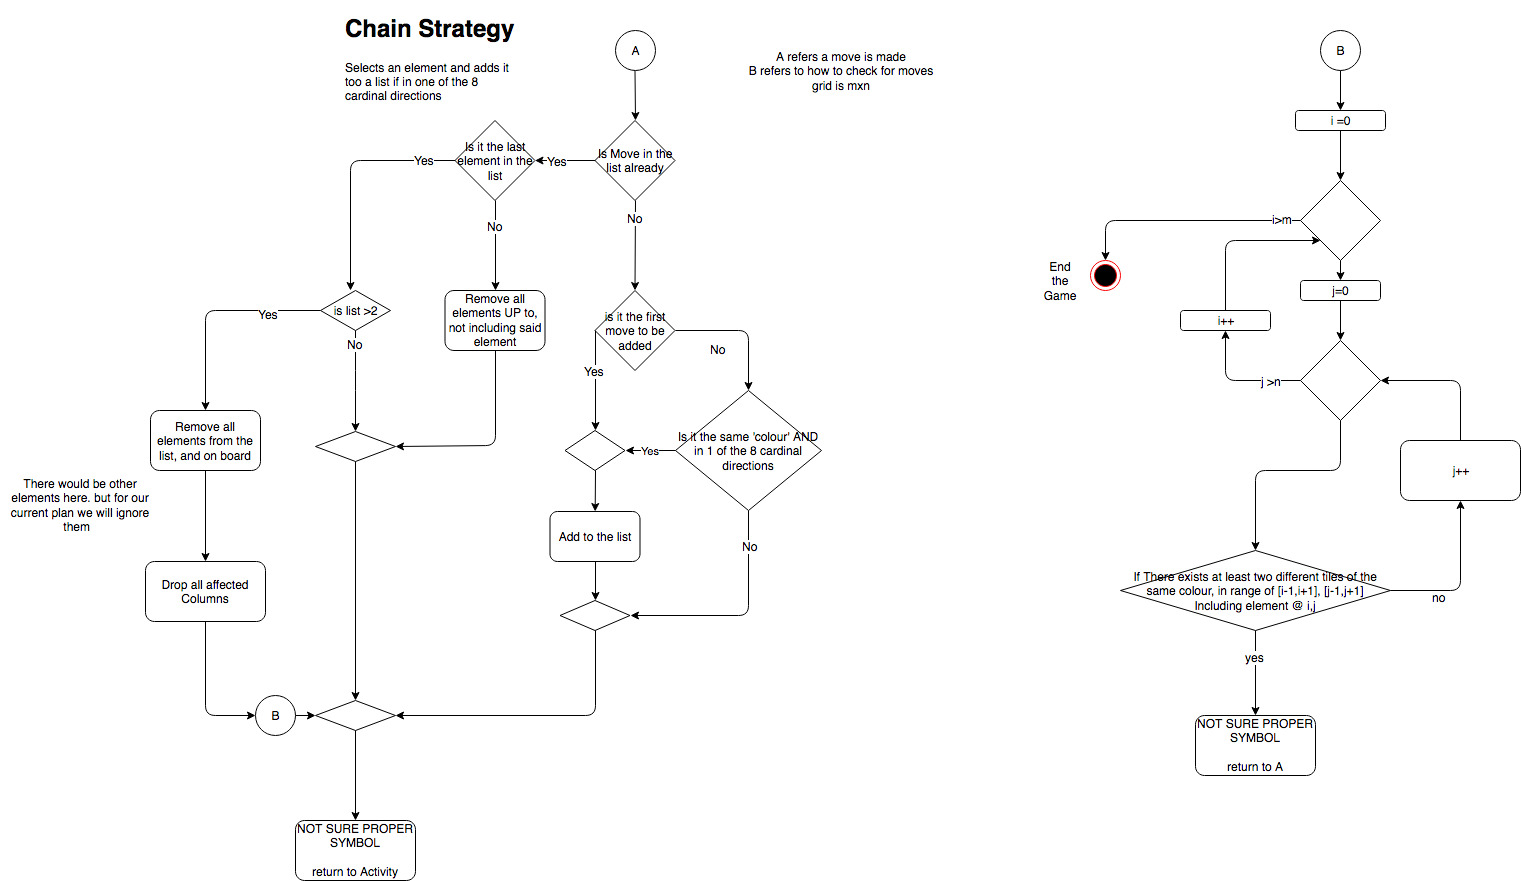 Chain Strategy
Selects an element and adds it
too a list if in one of the 8
cardinal directions
A
A refers a move is made
B refers to how to check for moves
grid is mxn
Is Move in the
list already
Yes
Is it the last
element in the
list
Yes
No
No
is list >2
Yes
No
Remove all
elements UP to,
not including said
element
is it the first
move to be
added
No
Yes
Remove all
elements from the
list, and on board
Is it the same 'colour' AND
in 1 of the 8 cardinal
directions
Yes
No
There would be other
elements here. but for our
current plan we will ignore
them
Add to the list
Drop all affected
Columns
B
NOT SURE PROPER
SYMBOL
return to Activity
B
i =0
i>m
End
the
Game
j=0
i++
j >n
j++
If There exists at least two different tiles of the
same colour, in range of [i-1,i+1], [j-1,j+1]
Including element @ i,j
no
yes
NOT SURE PROPER
SYMBOL
return to A